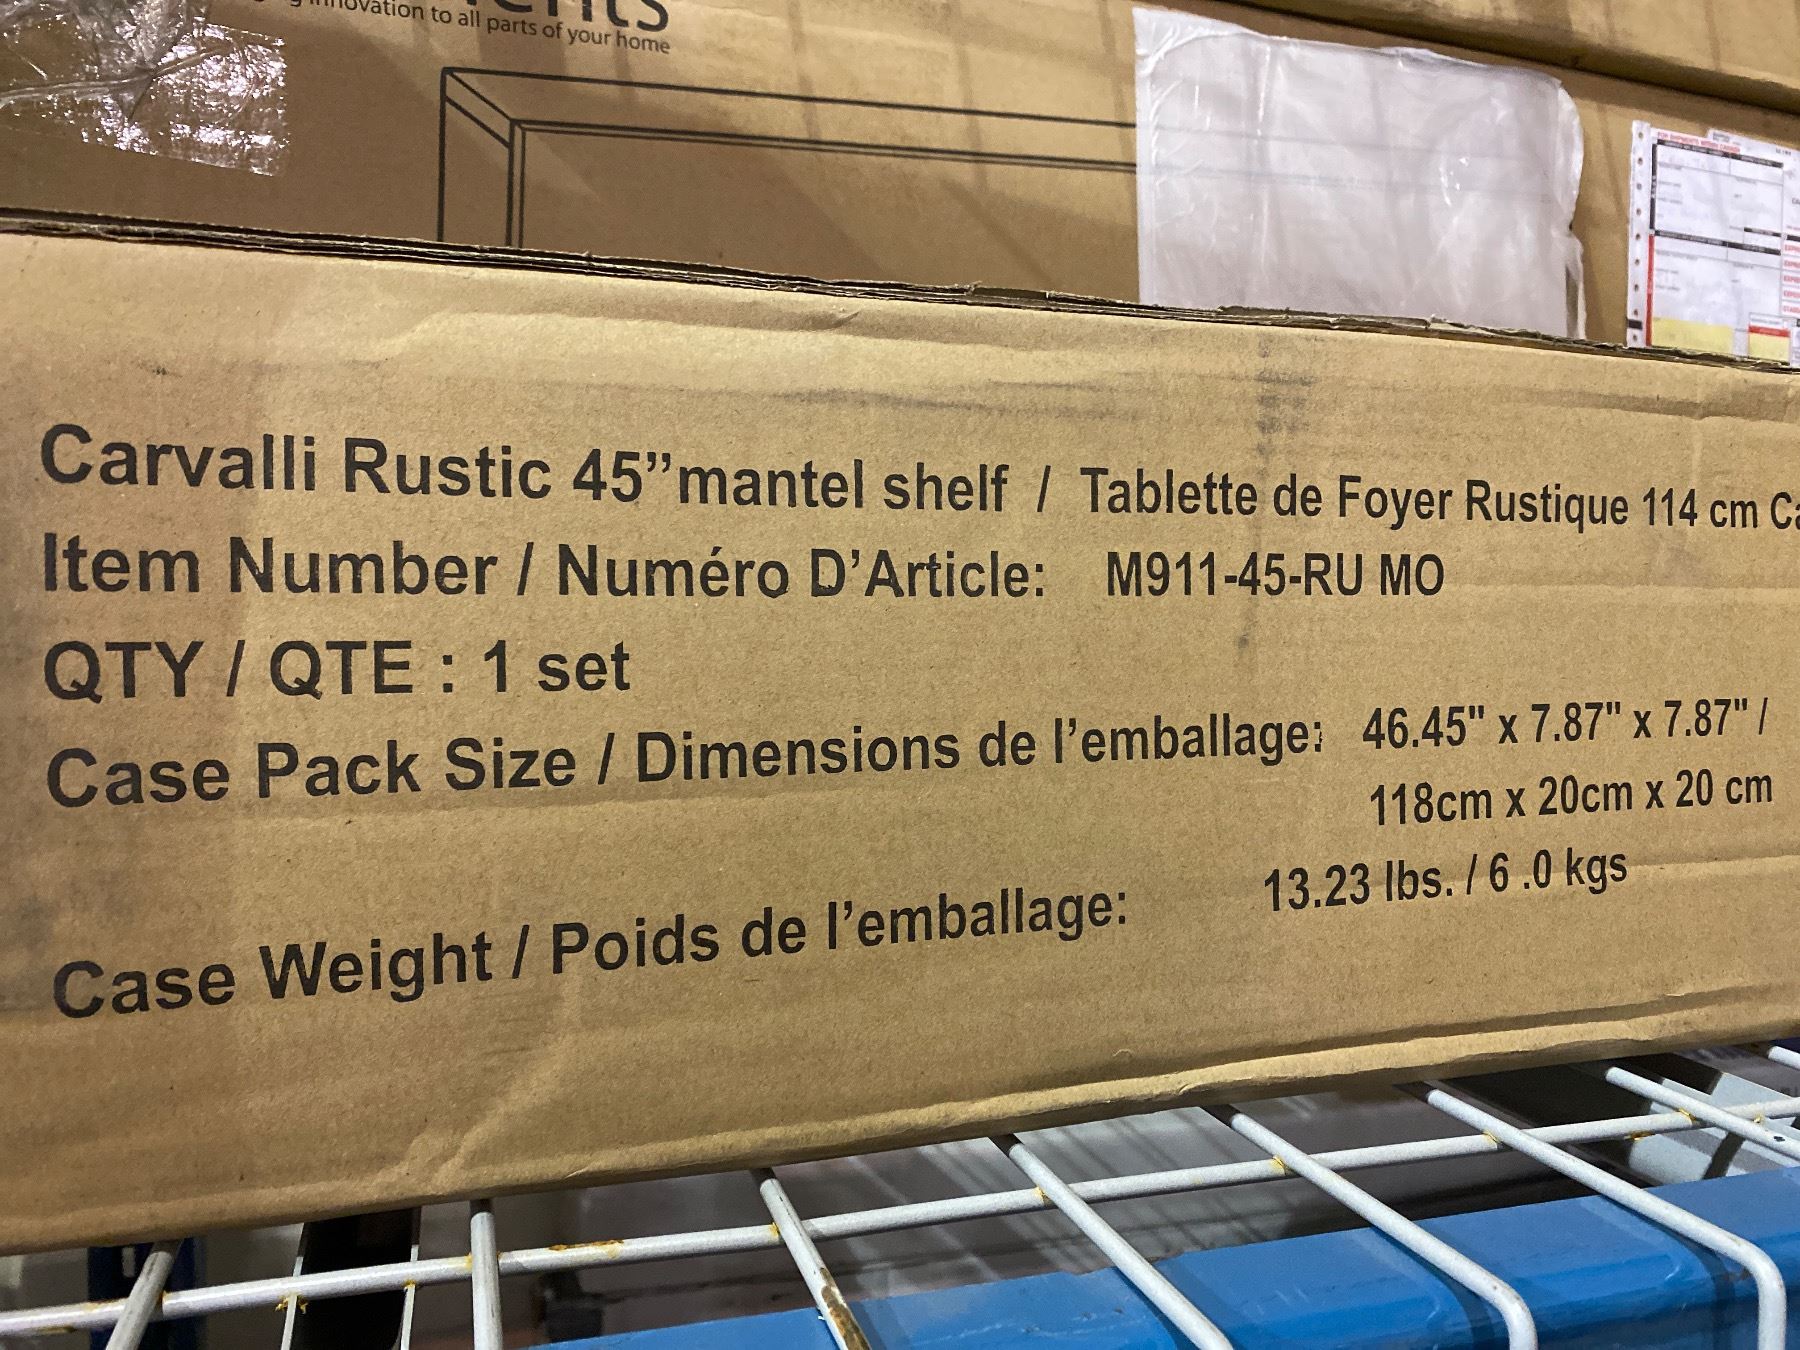 innovation to all parts of your home
Carvalli Rustic 45”mantel shelf / Tablette de Foyer Rustique 114 cm
Item Number / Numéro D’Article: M911-45-RU MO
QTY / QTE : 1 set
Case Pack Size / Dimensions de l’emballage: 46.45" x 7.87" x 7.87" /
118cm x 20cm x 20 cm
Case Weight / Poids de l’emballage: 13.23 lbs. / 6 .0 kgs